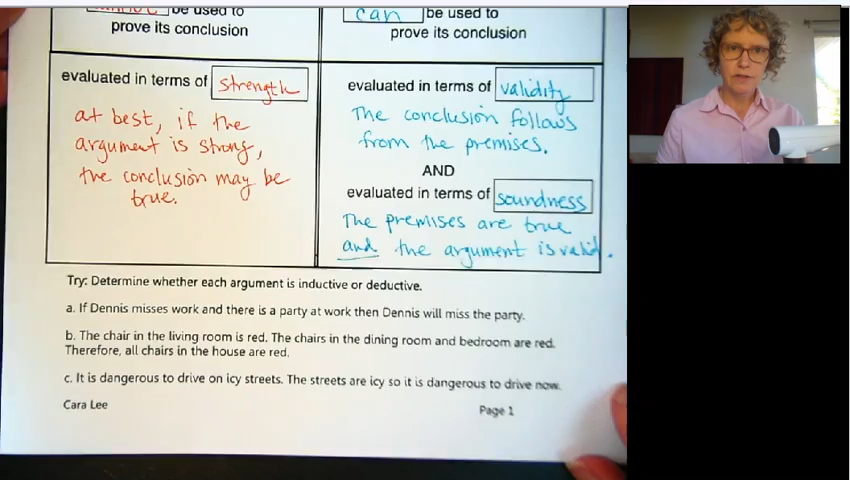 be used to
prove its conclusion
can be used to
prove its conclusion
evaluated in terms of strength
at best, if the
argument is strong,
the conclusion may be
true.
evaluated in terms of validity
The conclusion follows
from the premises.
AND
evaluated in terms of soundness
The premises are true
and the argument is valid.
Try: Determine whether each argument is inductive or deductive.
a. If Dennis misses work and there is a party at work then Dennis will miss the party.
b. The chair in the living room is red. The chairs in the dining room and bedroom are red.
Therefore, all chairs in the house are red.
c. It is dangerous to drive on icy streets. The streets are icy so it is dangerous to drive now.
Cara Lee
Page 1